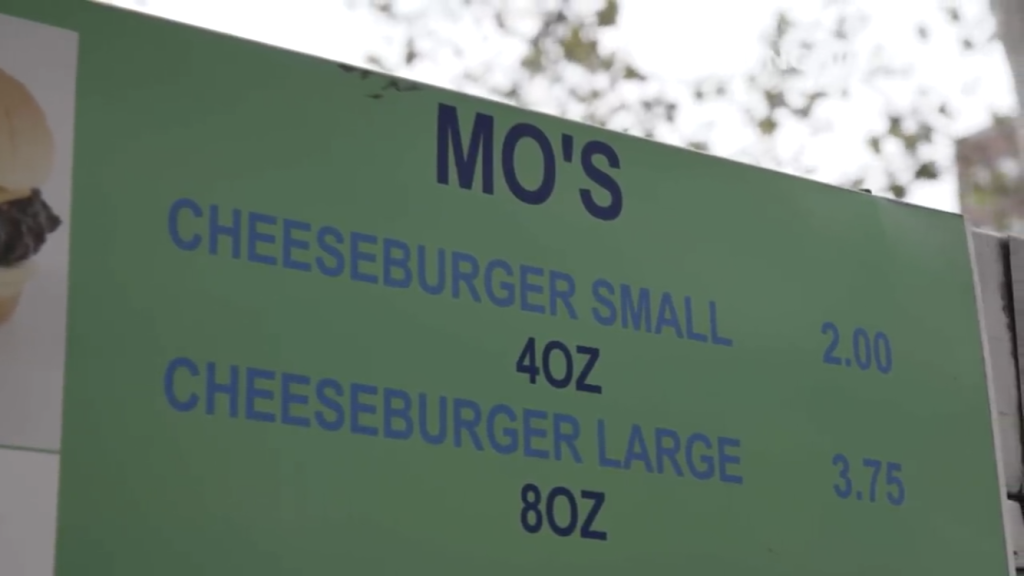 MO'S
CHEESEBURGER SMALL 2.00
4OZ
CHEESEBURGER LARGE 3.75
8OZ